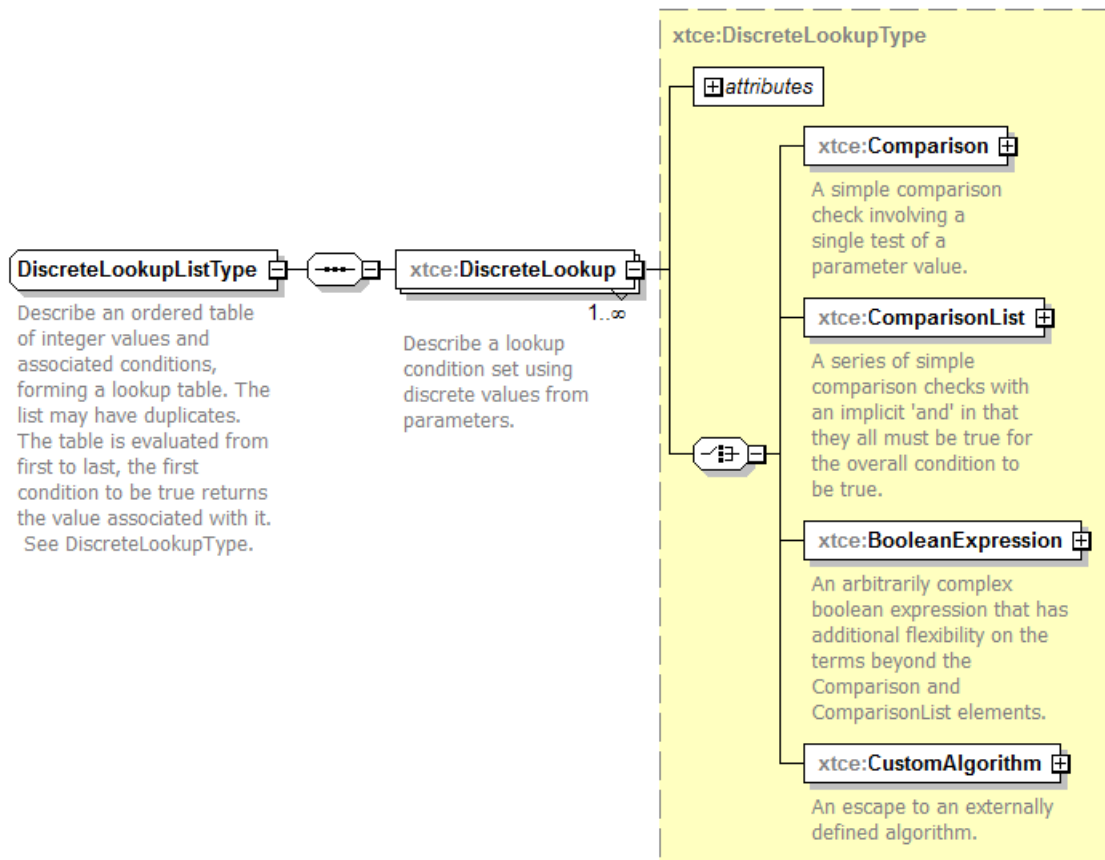 xtce:DiscreteLookupType
attributes
xtce:Comparison
A simple comparison
check involving a
single test of a
parameter value.
DiscreteLookupListType
Describe an ordered table
of integer values and
associated conditions,
forming a lookup table. The
list may have duplicates.
The table is evaluated from
first to last, the first
condition to be true returns
the value associated with it.
See DiscreteLookupType.
xtce:DiscreteLookup
1..∞
Describe a lookup
condition set using
discrete values from
parameters.
xtce:ComparisonList
A series of simple
comparison checks with
an implicit 'and' in that
they all must be true for
the overall condition to
be true.
xtce:BooleanExpression
An arbitrarily complex
boolean expression that has
additional flexibility on the
terms beyond the
Comparison and
ComparisonList elements.
xtce:CustomAlgorithm
An escape to an externally
defined algorithm.